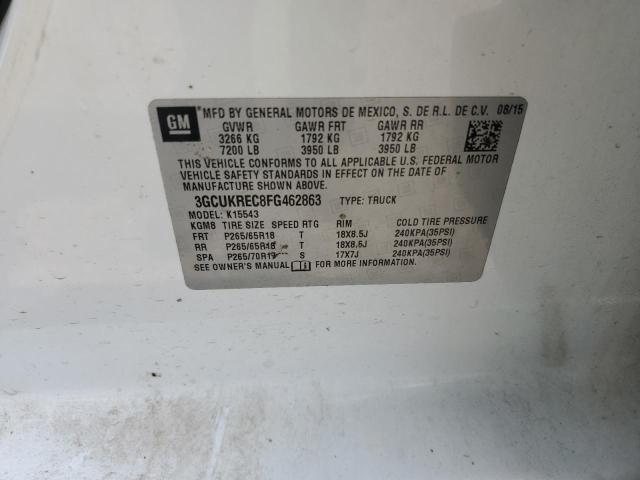 GM *MFD BY GENERAL MOTORS DE MEXICO, S. DE R.L. DE C.V. 08/15
GVWR GAWR FRT GAWR RR
3266 KG 1792 KG 1792 KG
7200 LB 3950 LB 3950 LB
THIS VEHICLE CONFORMS TO ALL APPLICABLE U.S. FEDERAL MOTOR
VEHICLE SAFETY STANDARDS IN EFFECT ON THE DATE OF
MANUFACTURE SHOWN ABOVE.
3GCUKREC8FG462863 TYPE: TRUCK
MODEL: K15543
KGM8 TIRE SIZE SPEED RTG RIM COLD TIRE PRESSURE
FRT P265/65R18 T 18X8.5J 240KPA(35PSI)
RR P265/65R18 T 18X8.5J 240KPA(35PSI)
SPA P265/70R17 S 17X7J 240KPA(35PSI)
SEE OWNER'S MANUAL FOR MORE INFORMATION.